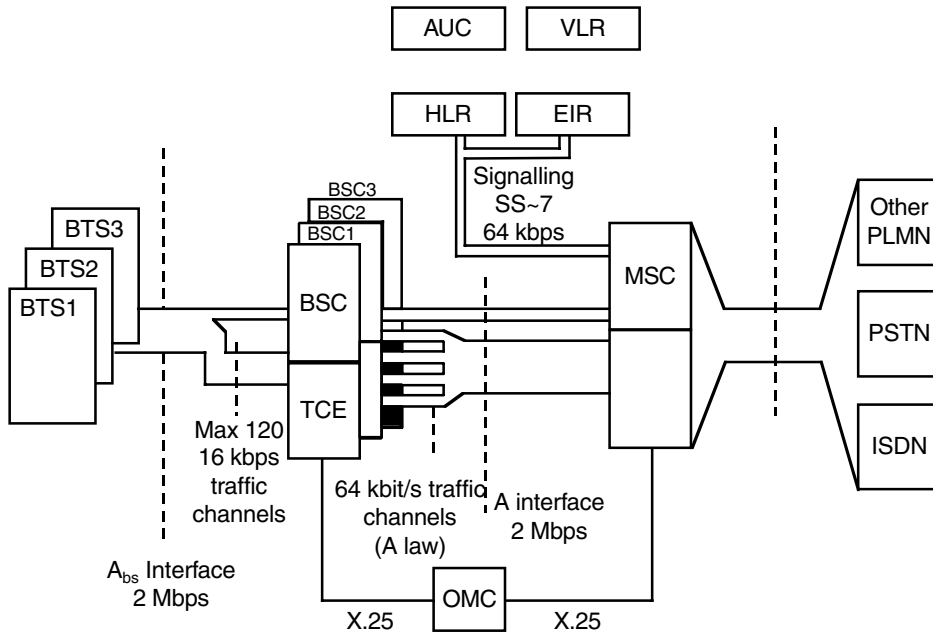 AUC
VLR
HLR
EIR
Signalling
SS~7
64 kbps
BSC3
BSC2
BSC1
BTS3
BTS2
BTS1
BSC
TCE
MSC
Other
PLMN
PSTN
ISDN
Max 120
16 kbps
traffic
channels
64 kbit/s traffic
channels
(A law)
A interface
2 Mbps
Abs Interface
2 Mbps
OMC
X.25
X.25